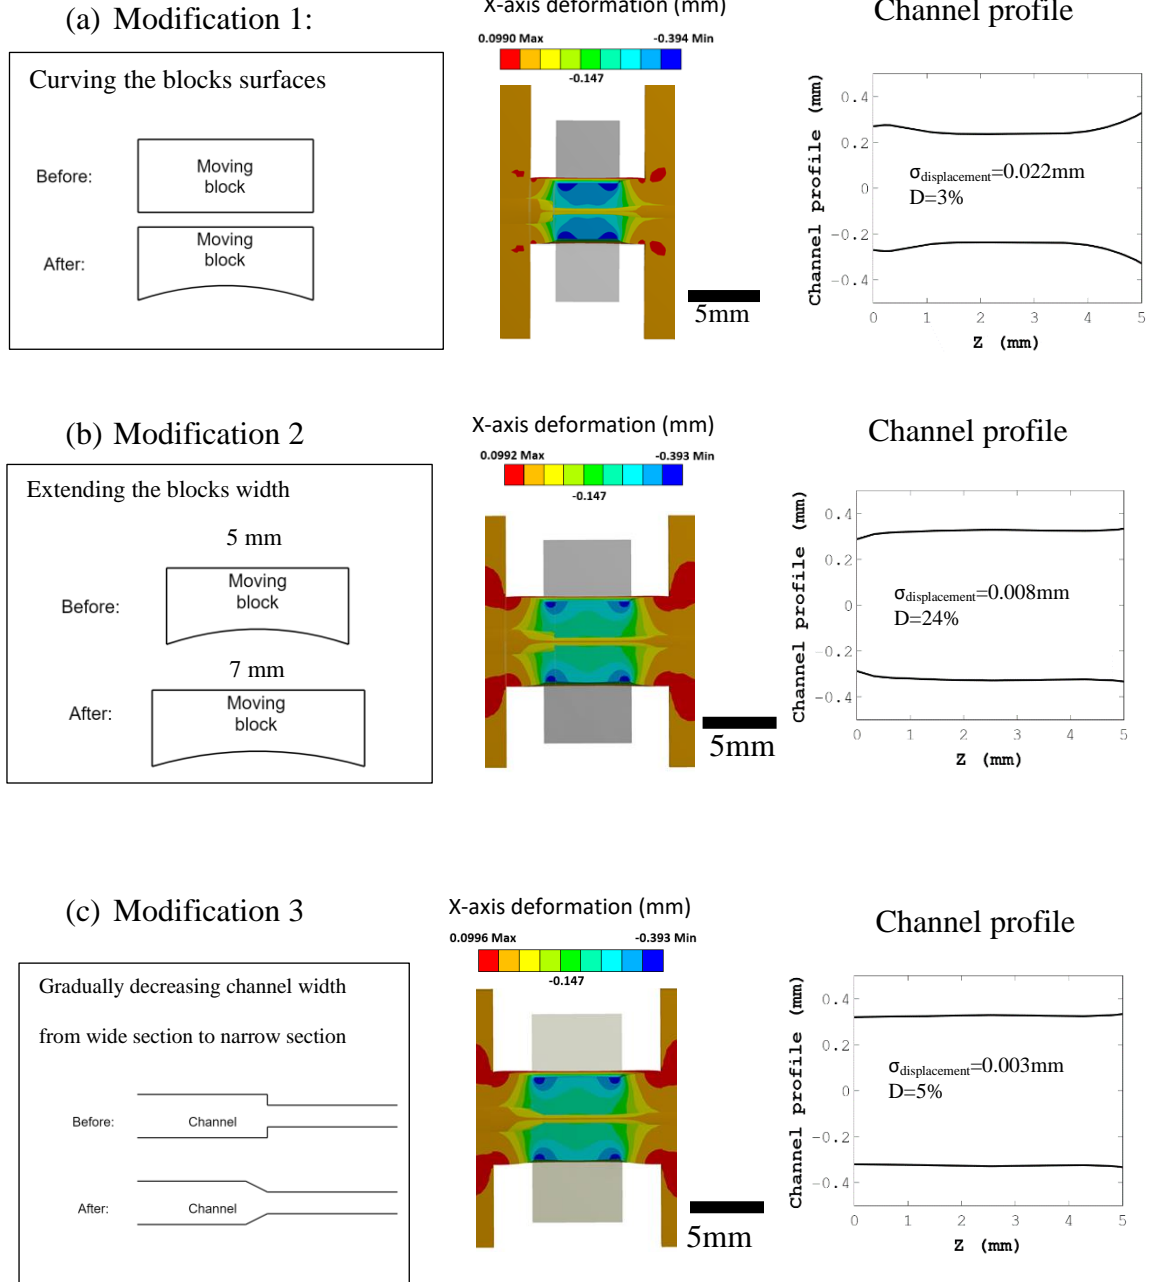 (a) Modification 1:
Curving the blocks surfaces
Before:
Moving
block
After:
Moving
block
X-axis deformation (mm)
0.0990 Max
-0.394 Min
-0.147
5mm
Channel profile
Channel profile (mm)
0.4
0.2
0
-0.2
-0.4
σdisplacement=0.022mm
D=3%
0 1 2 3 4 5
Z (mm)
(b) Modification 2
Extending the blocks width
5 mm
Before:
Moving
block
7 mm
After:
Moving
block
X-axis deformation (mm)
0.0992 Max
-0.393 Min
-0.147
5mm
Channel profile
Channel profile (mm)
0.4
0.2
0
-0.2
-0.4
σdisplacement=0.008mm
D=24%
0 1 2 3 4 5
Z (mm)
(c) Modification 3
Gradually decreasing channel width
from wide section to narrow section
Before:
Channel
After:
Channel
X-axis deformation (mm)
0.0996 Max
-0.393 Min
-0.147
5mm
Channel profile
Channel profile (mm)
0.4
0.2
0
-0.2
-0.4
σdisplacement=0.003mm
D=5%
0 1 2 3 4 5
Z (mm)